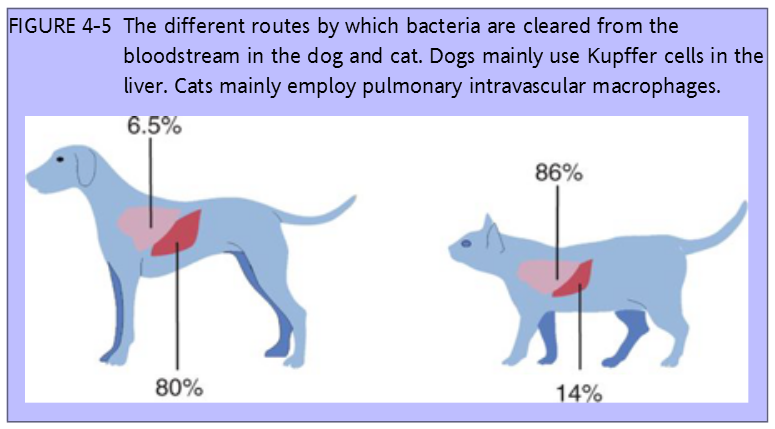 FIGURE 4-5 The different routes by which bacteria are cleared from the
bloodstream in the dog and cat. Dogs mainly use Kupffer cells in the
liver. Cats mainly employ pulmonary intravascular macrophages.
6.5%
86%
80%
14%